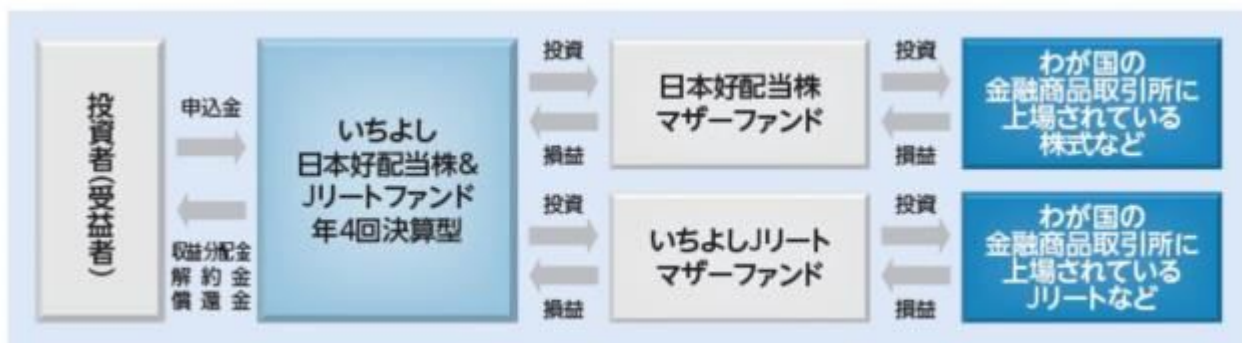 投資者(受益者)
申込金
収益分配金
解約金
償還金
いちよし
日本好配当株&
Jリートファンド
年4回決算型
投資
損益
日本好配当株
マザーファンド
投資
損益
わが国の
金融商品取引所に
上場されている
株式など
投資
損益
いちよしJリート
マザーファンド
投資
損益
わが国の
金融商品取引所に
上場されている
Jリートなど